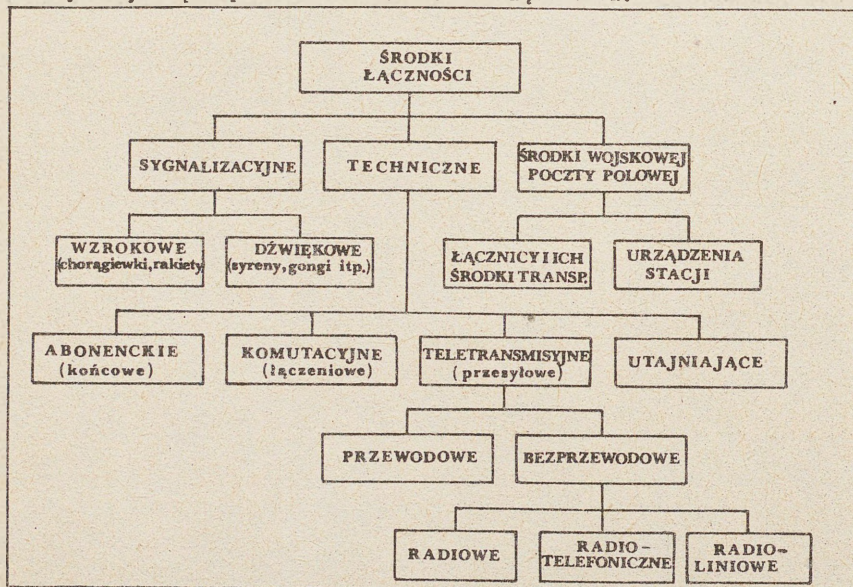 ŚRODKI
ŁĄCZNOŚCI
SYGNALIZACYJNE
TECHNICZNE
ŚRODKI WOJSKOWEJ
POCZTY POLOWEJ
WZROKOWE
(chorągiewki, rakiety)
DŹWIĘKOWE
(syreny, gongi itp.)
ŁĄCZNICY I ICH
ŚRODKI TRANSP.
URZĄDZENIA
STACJI
ABONENCKIE
(końcowe)
KOMUTACYJNE
(łączeniowe)
TELETRANSMISYJNE
(przesyłowe)
UTAJNIAJĄCE
PRZEWODOWE
BEZPRZEWODOWE
RADIOWE
RADIO-
TELEFONICZNE
RADIO-
LINIOWE